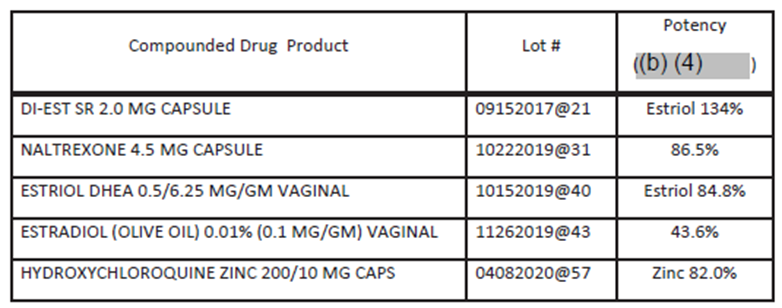 Compounded Drug Product Lot # Potency
((b) (4) )
DI-EST SR 2.0 MG CAPSULE 09152017@21 Estriol 134%
NALTREXONE 4.5 MG CAPSULE 10222019@31 86.5%
ESTRIOL DHEA 0.5/6.25 MG/GM VAGINAL 10152019@40 Estriol 84.8%
ESTRADIOL (OLIVE OIL) 0.01% (0.1 MG/GM) VAGINAL 11262019@43 43.6%
HYDROXYCHLOROQUINE ZINC 200/10 MG CAPS 04082020@57 Zinc 82.0%